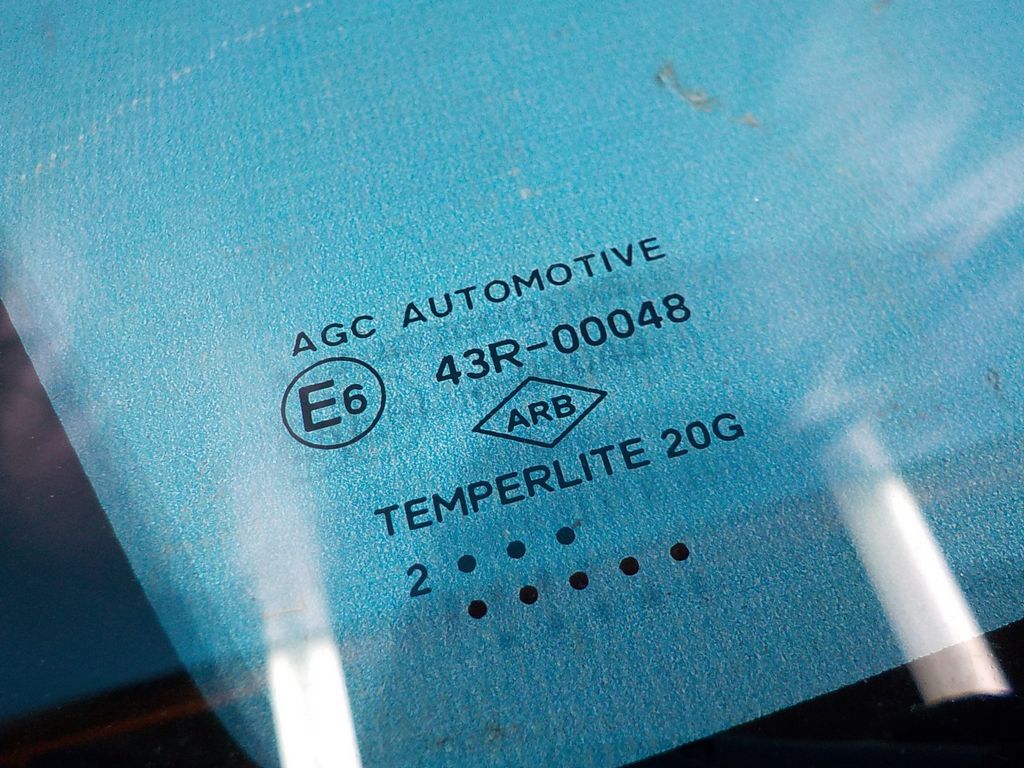 AGC AUTOMOTIVE
E6 43R-00048
ARB
TEMPERLITE 20G
2